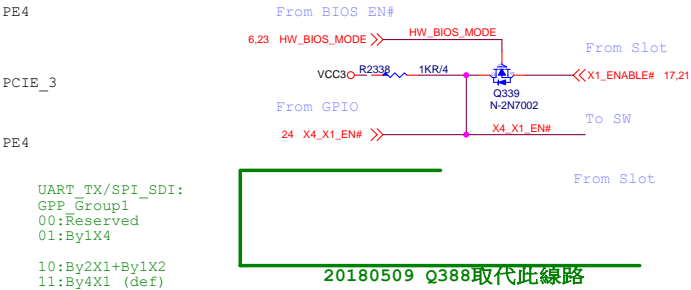 PE4
From BIOS EN#
6,23 HW_BIOS_MODE
HW_BIOS_MODE
From Slot
VCC3
R2338
1KR/4
X1_ENABLE# 17,21
PCIE_3
Q339
N-2N7002
From GPIO
To SW
24 X4_X1_EN#
X4_X1_EN#
PE4
From Slot
UART_TX/SPI_SDI:
GPP_Group1
00:Reserved
01:By1X4
10:By2X1+By1X2
11:By4X1 (def)
20180509 Q388取代此線路